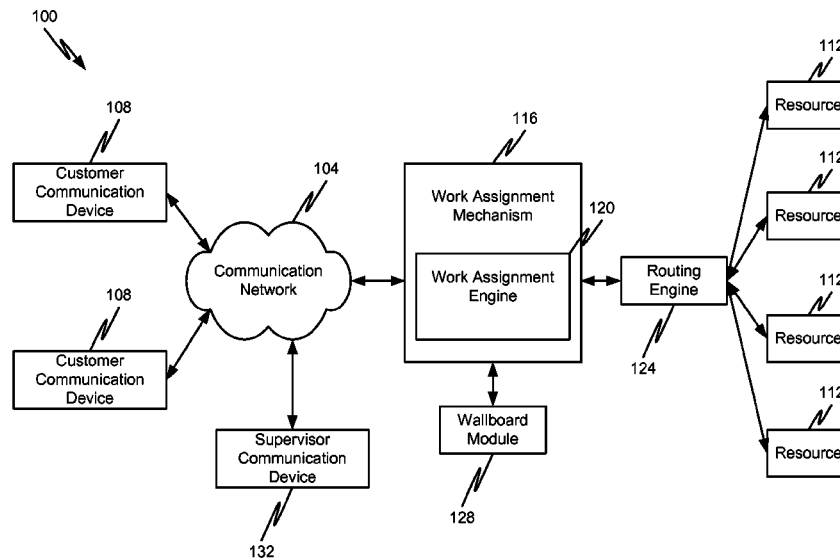 100
112
108
Resource
116
Customer
Communication
Device
104
112
Work Assignment
Mechanism
120
Resource
Communication
Network
Work Assignment
Engine
Routing
Engine
108
112
Resource
Customer
Communication
Device
124
112
Wallboard
Module
Resource
Supervisor
Communication
Device
128
132